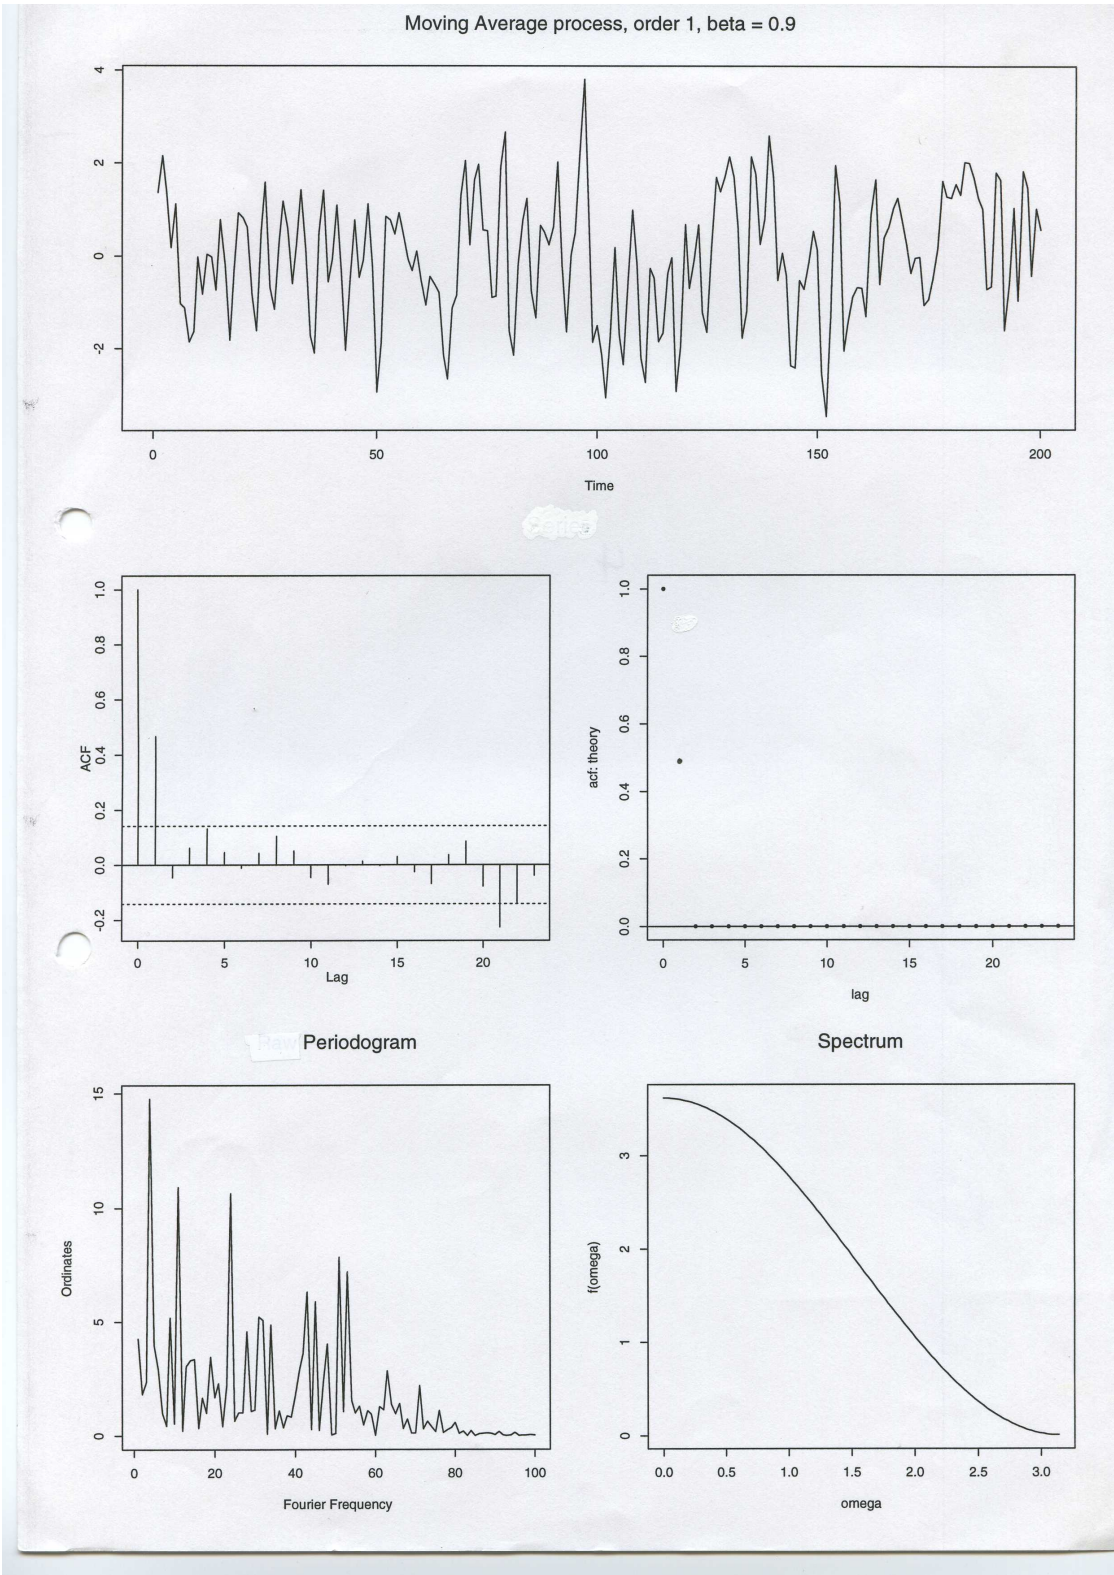 Moving Average process, order 1, beta = 0.9
4
2
0
-2
0 50 100 150 200
Time
Series
ACF
1.0
0.8
0.6
0.4
0.2
0.0
-0.2
0 5 10 15 20
Lag
acf: theory
1.0
0.8
0.6
0.4
0.2
0.0
0 5 10 15 20
lag
Raw Periodogram
Ordinates
15
10
5
0
0 20 40 60 80 100
Fourier Frequency
Spectrum
f(omega)
3
2
1
0
0.0 0.5 1.0 1.5 2.0 2.5 3.0
omega